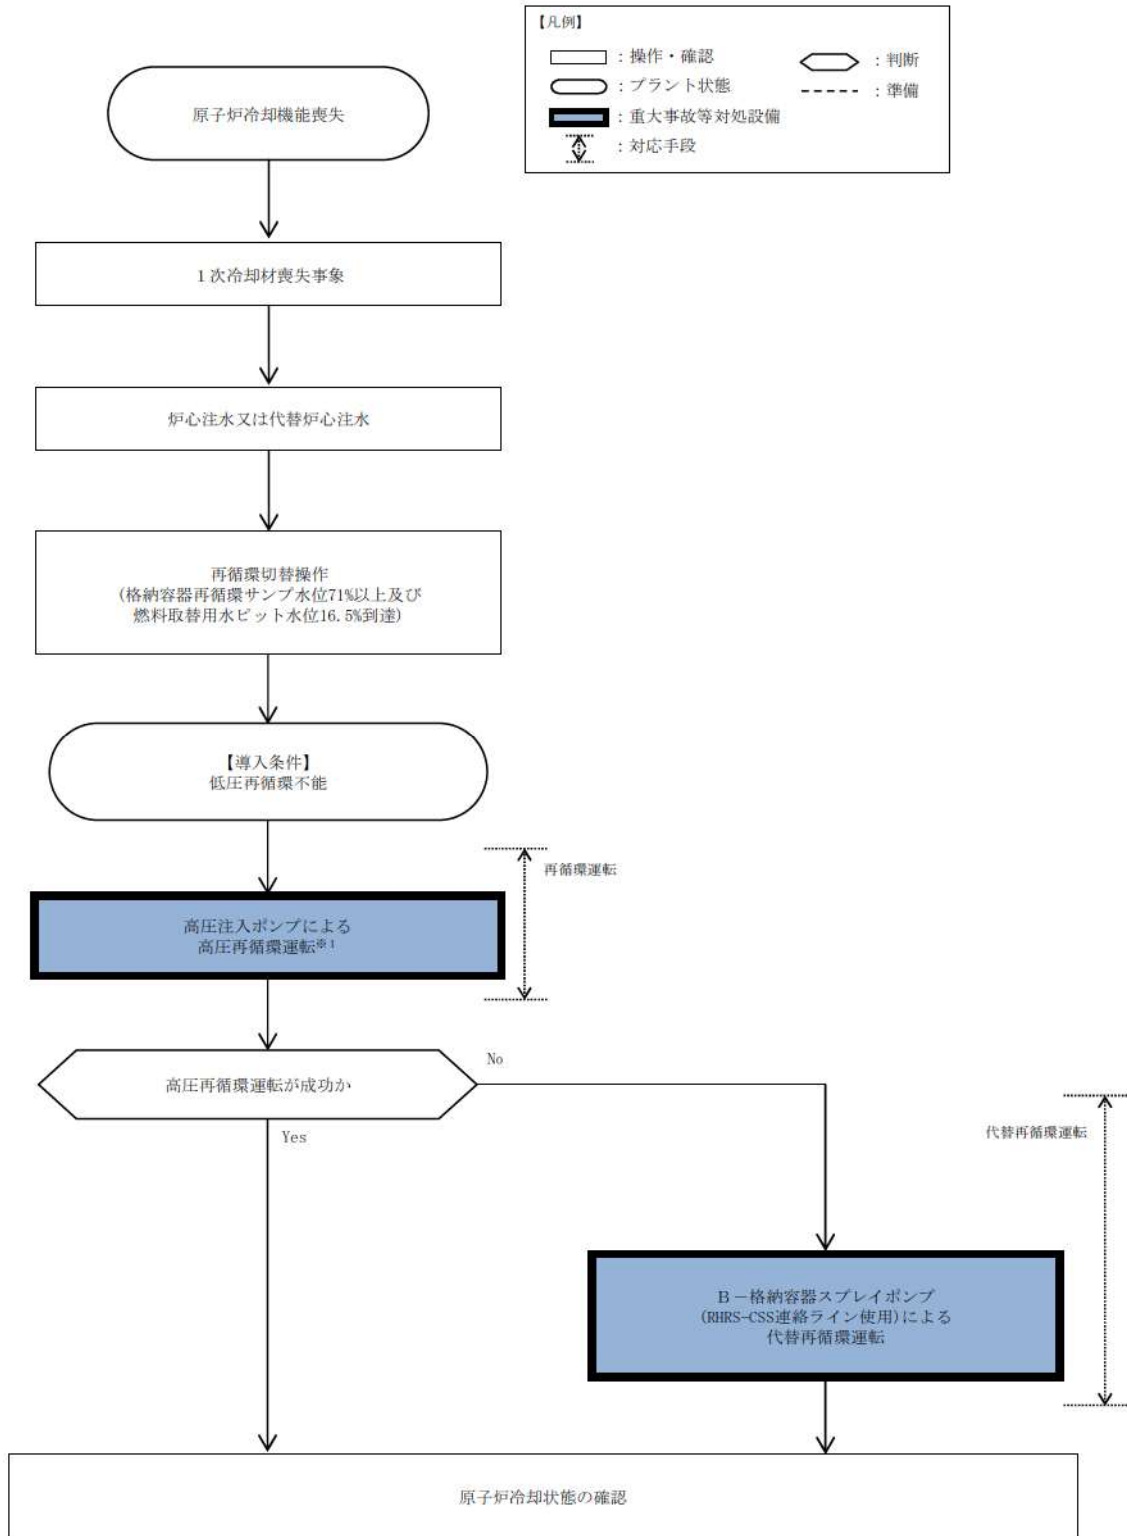 【凡例】
：操作・確認
：判断
：プラント状態
：準備
：重大事故等対処設備
：対応手段
原子炉冷却機能喪失
1次冷却材喪失事象
炉心注水又は代替炉心注水
再循環切替操作
(格納容器再循環サンプ水位71%以上及び
燃料取替用水ピット水位16.5%到達)
【導入条件】
低圧再循環不能
再循環運転
高圧注入ポンプによる
高圧再循環運転※1
高圧再循環運転が成功か
No
Yes
代替再循環運転
B－格納容器スプレイポンプ
(RHRS-CSS連絡ライン使用)による
代替再循環運転
原子炉冷却状態の確認